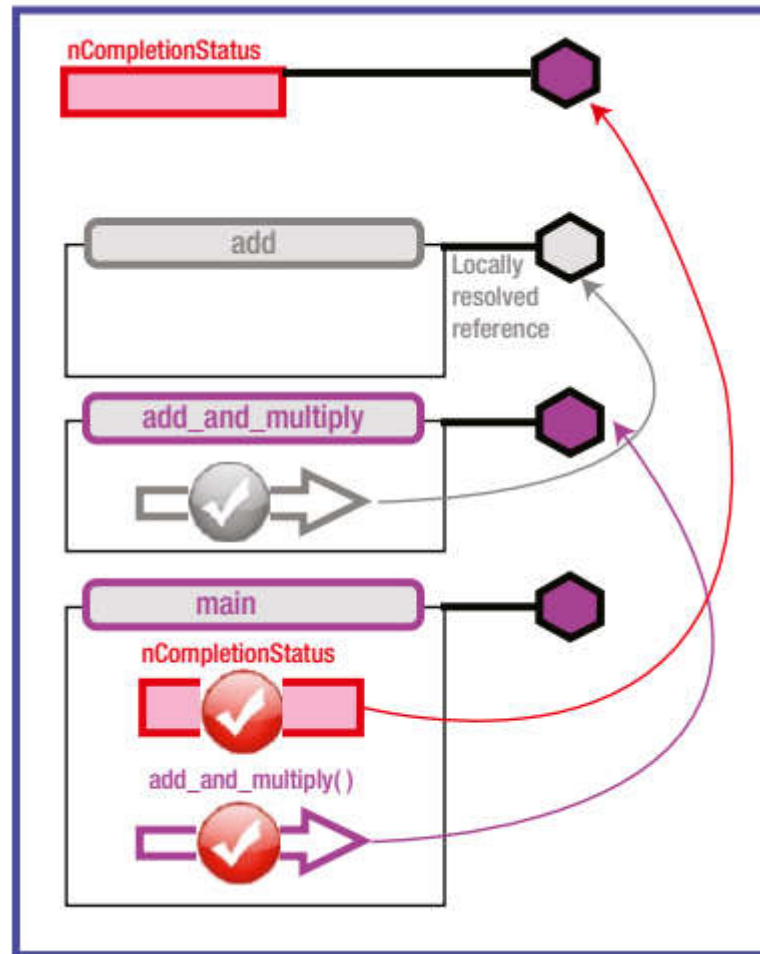 nCompletionStatus
add
Locally
resolved
reference
add_and_multiply
main
nCompletionStatus
add_and_multiply( )